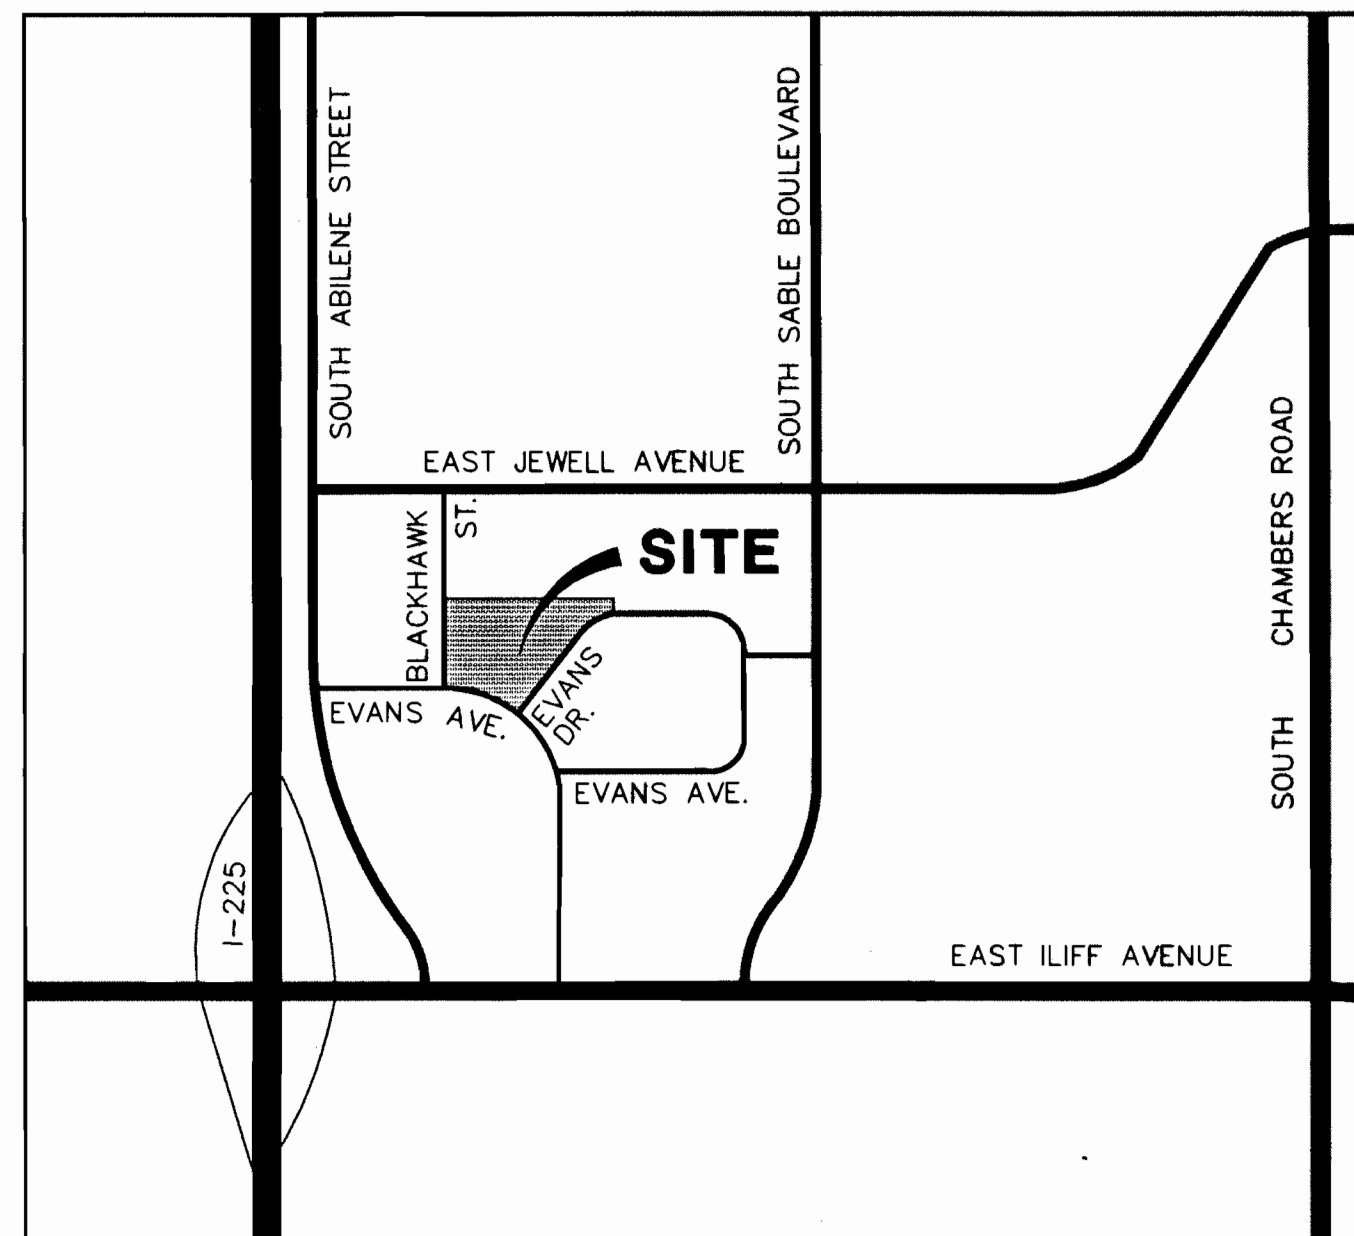 SOUTH ABILENE STREET
SOUTH SABLE BOULEVARD
EAST JEWELL AVENUE
BLACKHAWK ST.
SITE
SOUTH CHAMBERS ROAD
EVANS DR.
EVANS AVE.
EVANS AVE.
I-225
EAST ILIFF AVENUE